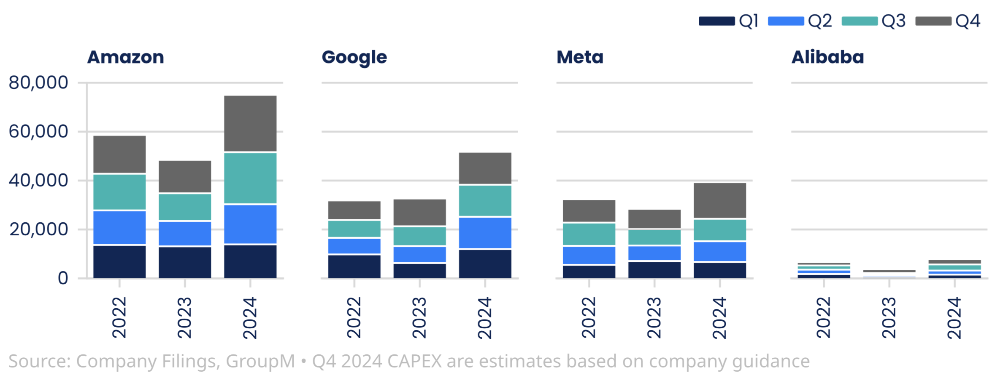 Q1 Q2 Q3 Q4
Amazon Google Meta Alibaba
80,000
60,000
40,000
20,000
0
2022 2023 2024 2022 2023 2024 2022 2023 2024 2022 2023 2024
Source: Company Filings, GroupM • Q4 2024 CAPEX are estimates based on company guidance